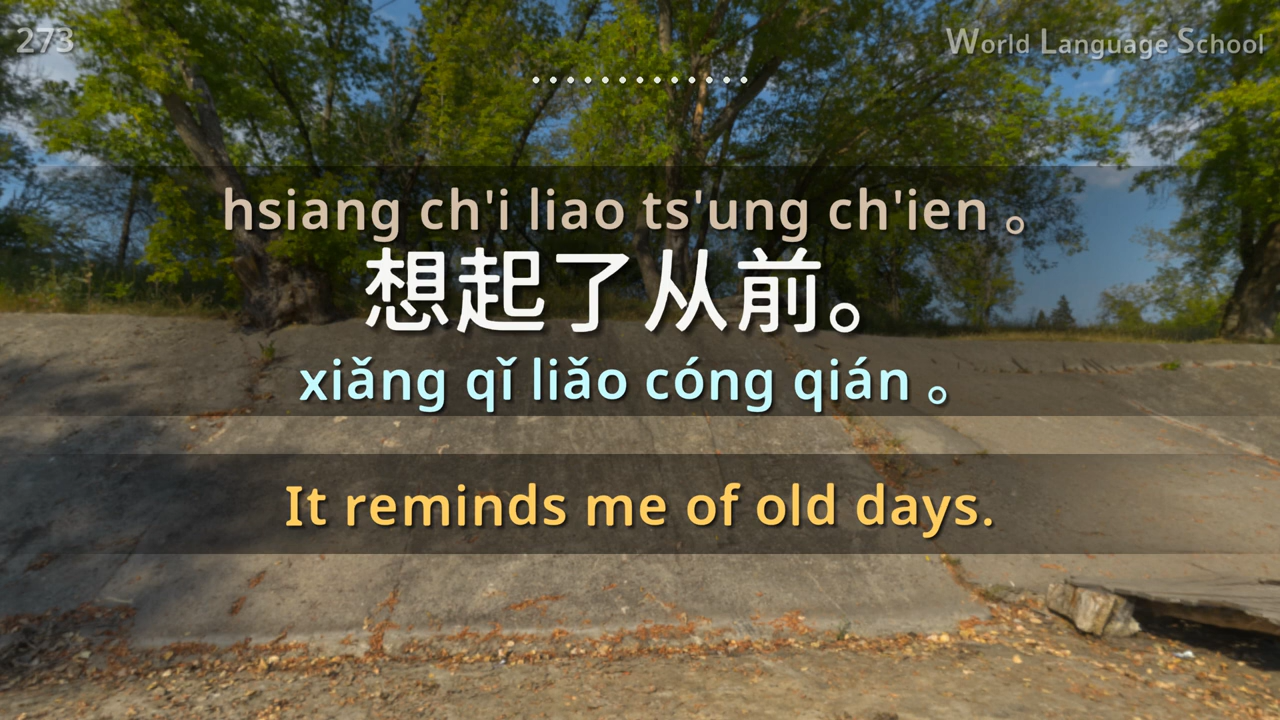 273
World Language School
hsiang ch'i liao ts'ung ch'ien 。
想起了从前。
xiǎng qǐ liǎo cóng qián 。
It reminds me of old days.